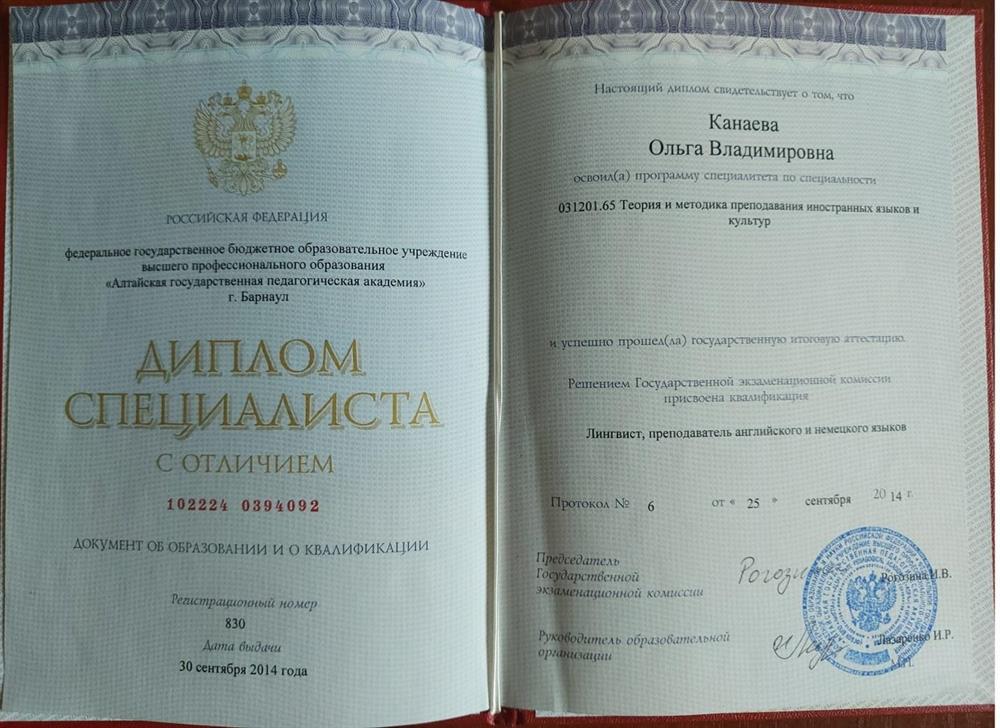 РОССИЙСКАЯ ФЕДЕРАЦИЯ
федеральное государственное бюджетное образовательное учреждение
высшего профессионального образования
«Алтайская государственная педагогическая академия»
г. Барнаул
ДИПЛОМ
СПЕЦИАЛИСТА
С ОТЛИЧИЕМ
102224 0394092
ДОКУМЕНТ ОБ ОБРАЗОВАНИИ И О КВАЛИФИКАЦИИ
Регистрационный номер
830
Дата выдачи
30 сентября 2014 года
Настоящий диплом свидетельствует о том, что
Канаева
Ольга Владимировна
освоил(а) программу специалитета по специальности
031201.65 Теория и методика преподавания иностранных языков и
культур
и успешно прошел(ла) государственную итоговую аттестацию.
Решением Государственной экзаменационной комиссии
присвоена квалификация
Лингвист, преподаватель английского и немецкого языков
Протокол № 6 от « 25 » сентября 2014 г.
Председатель
Государственной
экзаменационной комиссии
Рогозина И.В.
Руководитель образовательной
организации
Лазаренко И.Р.